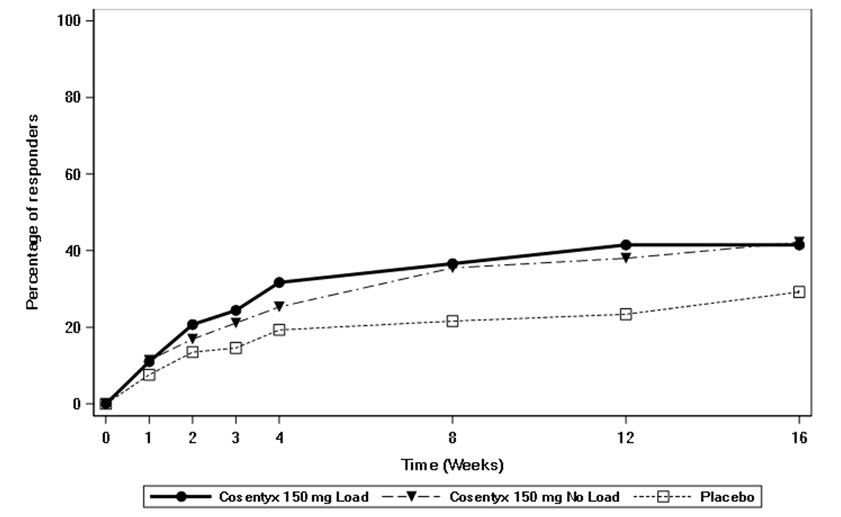 100
80
60
40
20
0
Percentage of responders
0 1 2 3 4 8 12 16
Time (Weeks)
Cosentyx 150 mg Load Cosentyx 150 mg No Load Placebo